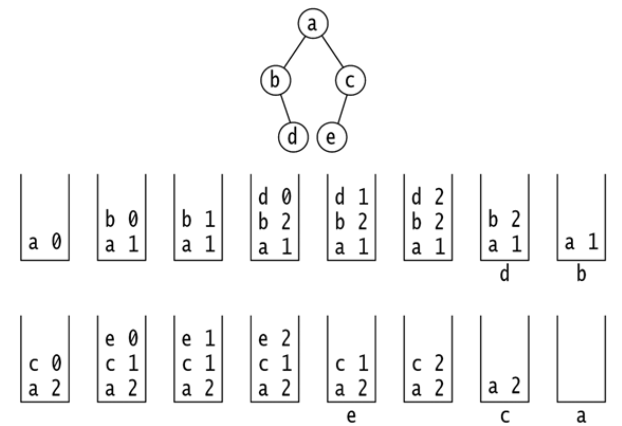 a
b c
d e
d 0 d 1 d 2
b 0 b 1 b 2 b 2 b 2 b 2
a 0 a 1 a 1 a 1 a 1 a 1 a 1 a 1
d b
e 0 e 1 e 2
c 0 c 1 c 1 c 1 c 1 c 2
a 2 a 2 a 2 a 2 a 2 a 2 a 2
e c a